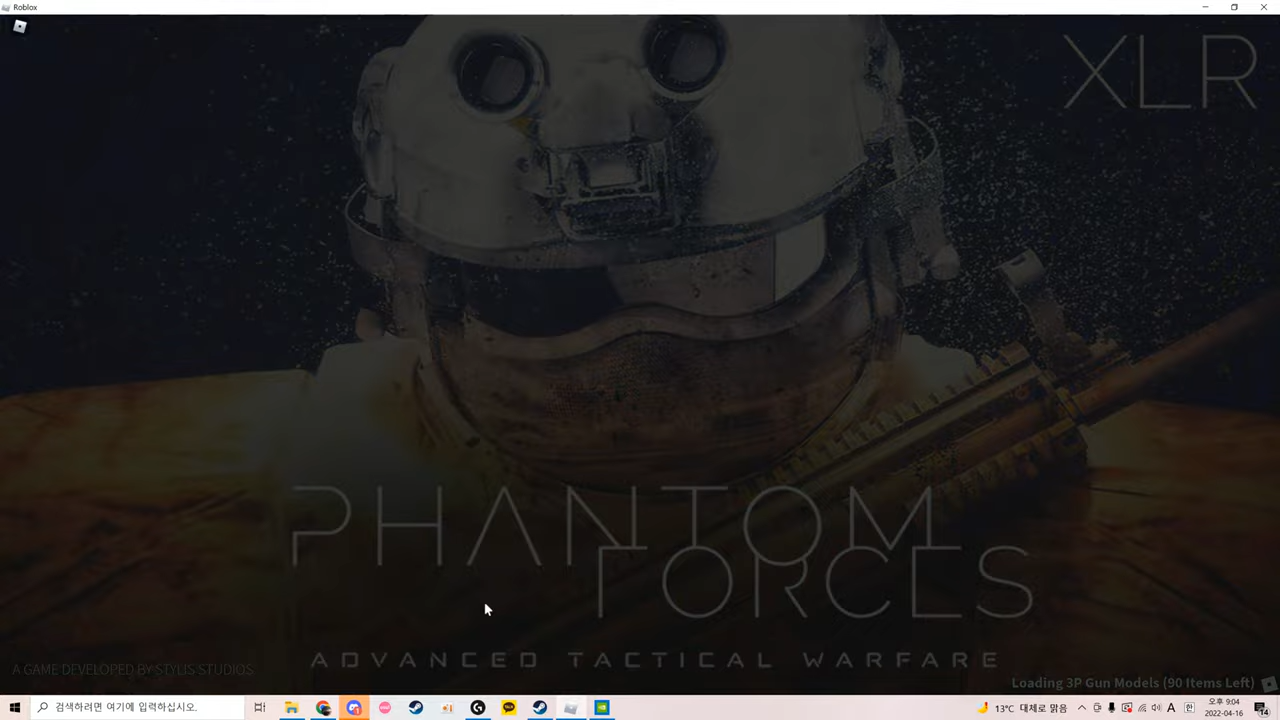 Roblox
XLR
PHANTOM
FORCES
ADVANCED TACTICAL WARFARE
A GAME DEVELOPED BY STYLIS STUDIOS
Loading 3P Gun Models (90 Items Left)
검색하려면 여기에 입력하십시오.
13°C 대체로 맑음
A
한
오후 9:04
2022-04-16
14